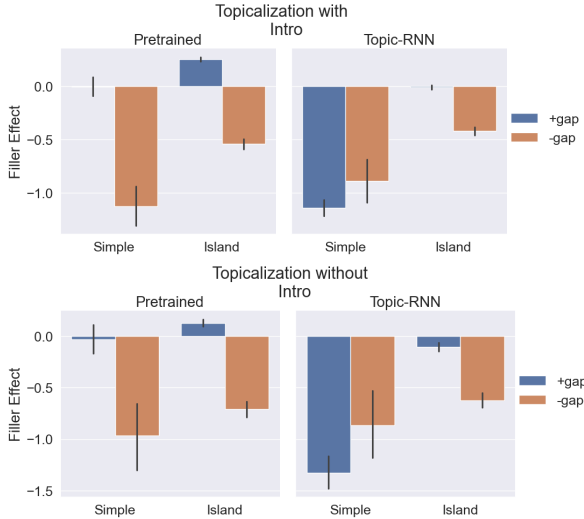 Topicalization with
Intro
Pretrained
Topic-RNN
Filler Effect
0.0
−0.5
−1.0
Simple
Island
Simple
Island
+gap
-gap
Topicalization without
Intro
Pretrained
Topic-RNN
Filler Effect
0.0
−0.5
−1.0
−1.5
Simple
Island
Simple
Island
+gap
-gap